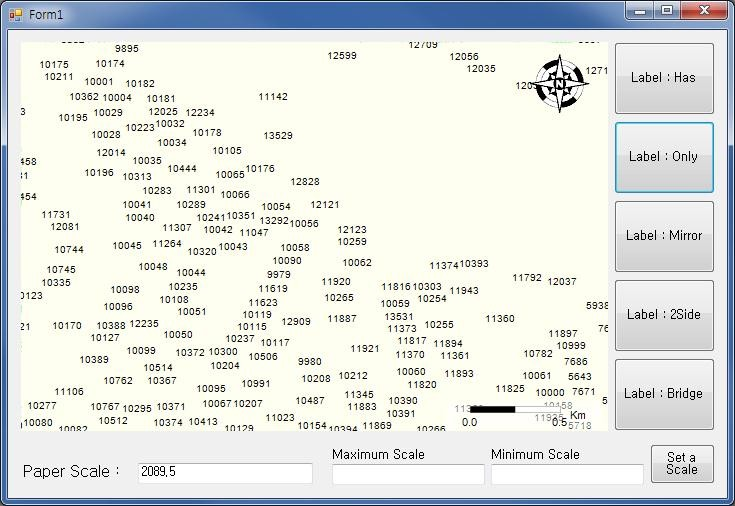 Form1
12709
9895
12599
12056
10175 10174
12035
10211 10001 10182
10362 10004 10181 11142
10195 10029 12025 12234
10223 10032
10028 10178 13529
10034
12014 10105
10035
10196 10313 10444 10065 10176
12828
10283 11301 10066
10041 10289 10054 12121
11731 10040 10241 10351 13292 10056
12081 11307 10042 11047 12123
10744 10045 11264 10320 10043 10058 10259
10745 10048 10044 10090 10062 11374 10393
10335 9979 11792
10098 10235 11619 11920 11816 10303 11943 12037
10123
10096 10108 11623 10265 10059 10254
10051 10119 13531
10170 10388 12235 10115 12909 11887 11373 10255 11360
10127 10050 10237 10117 11817 11894 11897
10099 10372 10300 11921 11370 11361 10782 10999
10389 10514 10204 10506 9980 7686
10762 10367 10208 10212 10060 11893 10061 5643
11106 10095 10991 11820 11825 10000 7671
10277 10767 10295 10371 10067 10207 10487 11345 10390
11883 10158
10080 10512 10374 10413 11023 10391
10082 10129 10154 10394 11869 10266 5718
N
0.0 0.5 Km
Label : Has
Label : Only
Label : Mirror
Label : 2Side
Label : Bridge
Paper Scale :
2089.5
Maximum Scale
Minimum Scale
Set a
Scale